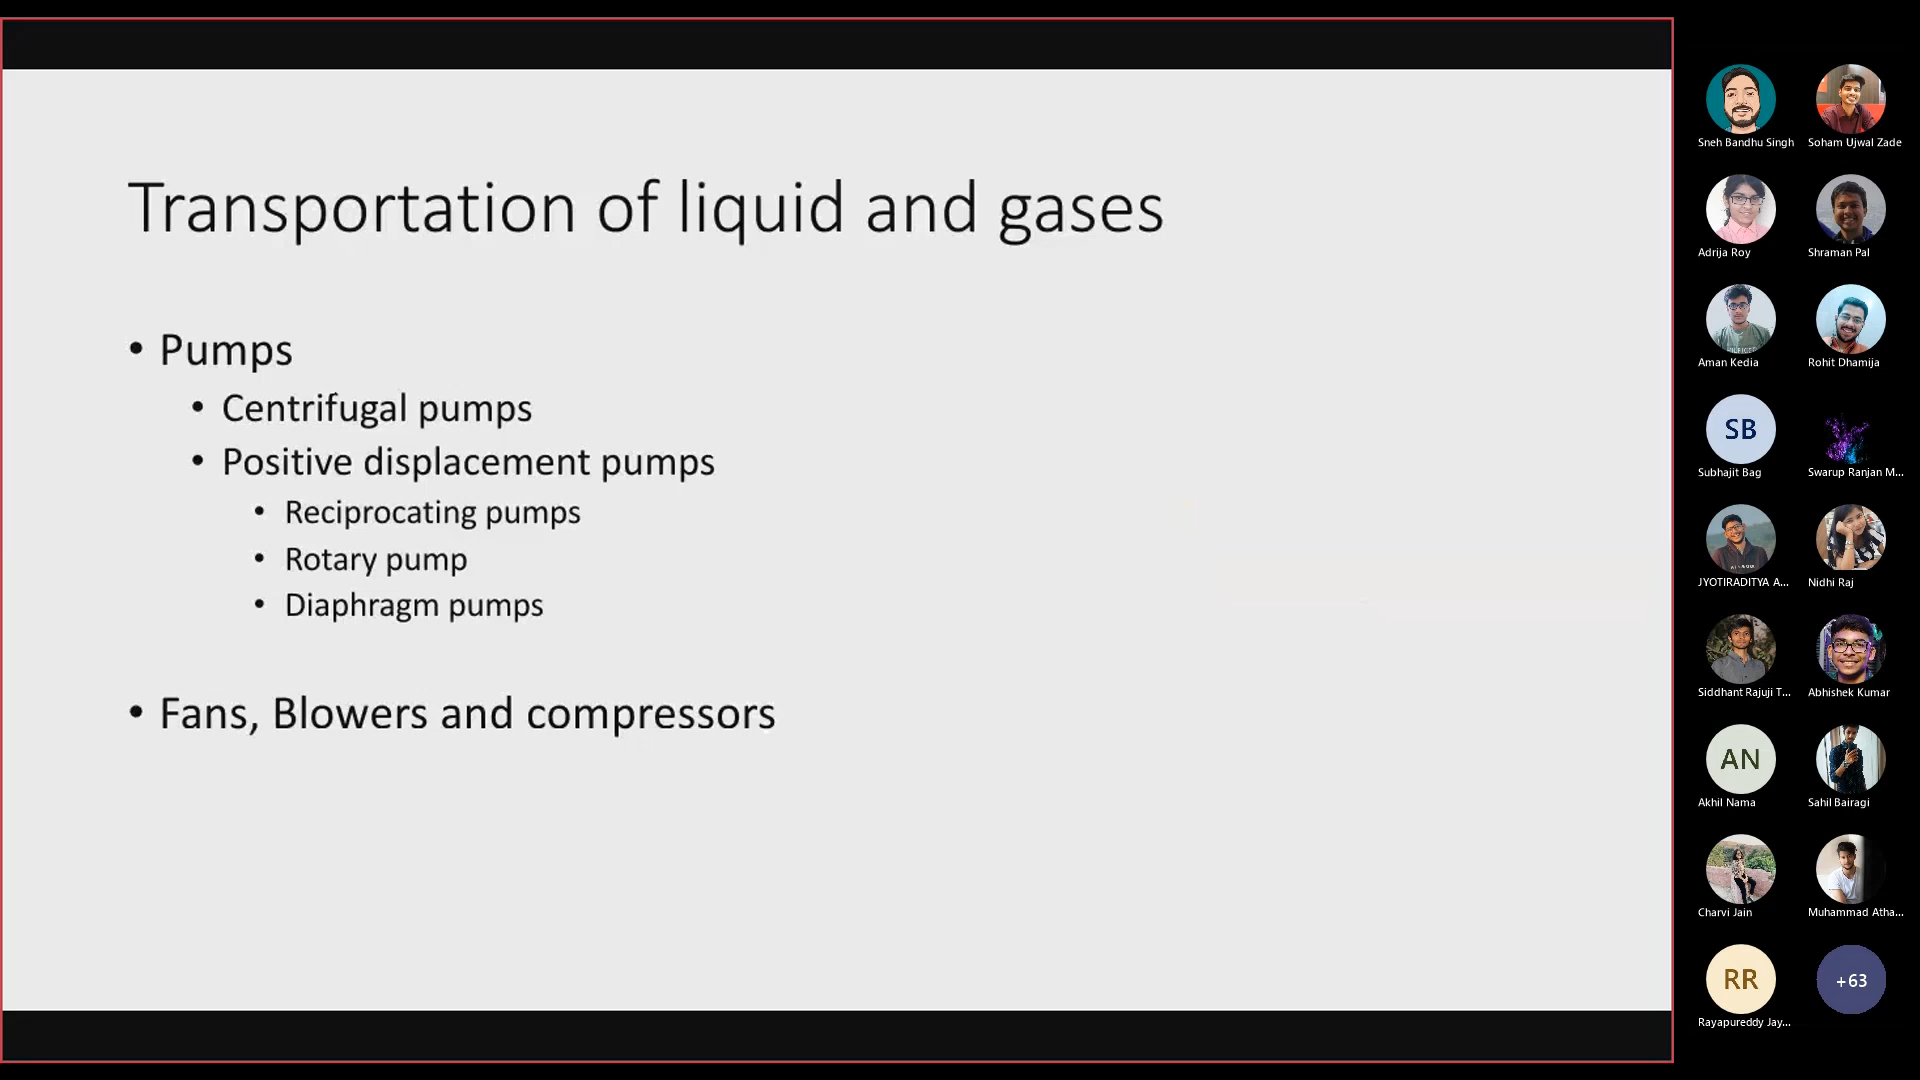 Transportation of liquid and gases
• Pumps
• Centrifugal pumps
• Positive displacement pumps
• Reciprocating pumps
• Rotary pump
• Diaphragm pumps
• Fans, Blowers and compressors
Sneh Bandhu Singh
Soham Ujwal Zade
Adrija Roy
Shraman Pal
Aman Kedia
Rohit Dhamija
SB
Subhajit Bag
Swarup Ranjan M...
JYOTIRADITYA A...
Nidhi Raj
Siddhant Rajuji T...
Abhishek Kumar
AN
Akhil Nama
Sahil Bairagi
Charvi Jain
Muhammad Atha...
RR
Rayapureddy Jay...
+63